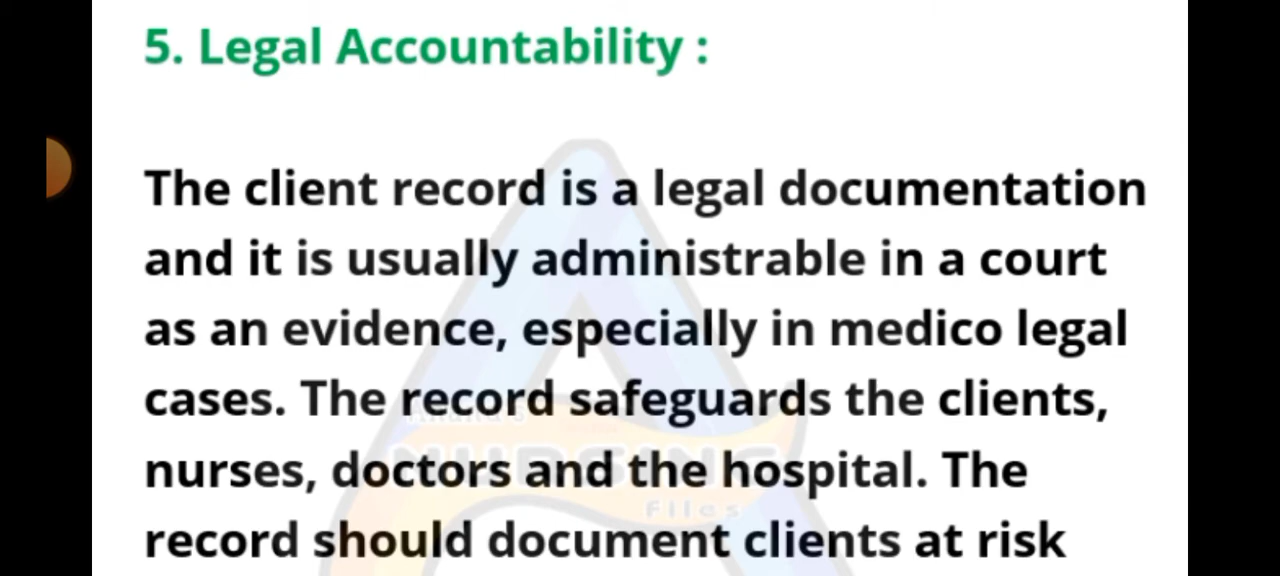 5. Legal Accountability :
The client record is a legal documentation
and it is usually administrable in a court
as an evidence, especially in medico legal
cases. The record safeguards the clients,
nurses, doctors and the hospital. The
record should document clients at risk
NURSING
Files